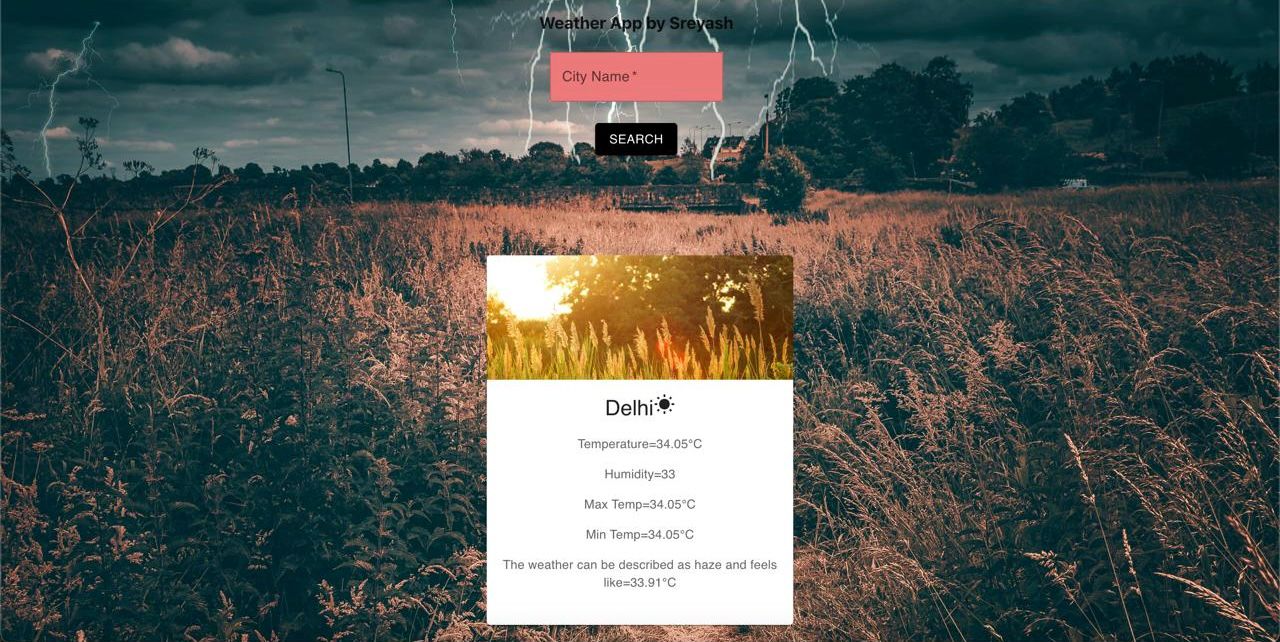 Weather App by Sreyash
City Name *
SEARCH
Delhi
Temperature=34.05°C
Humidity=33
Max Temp=34.05°C
Min Temp=34.05°C
The weather can be described as haze and feels
like=33.91°C